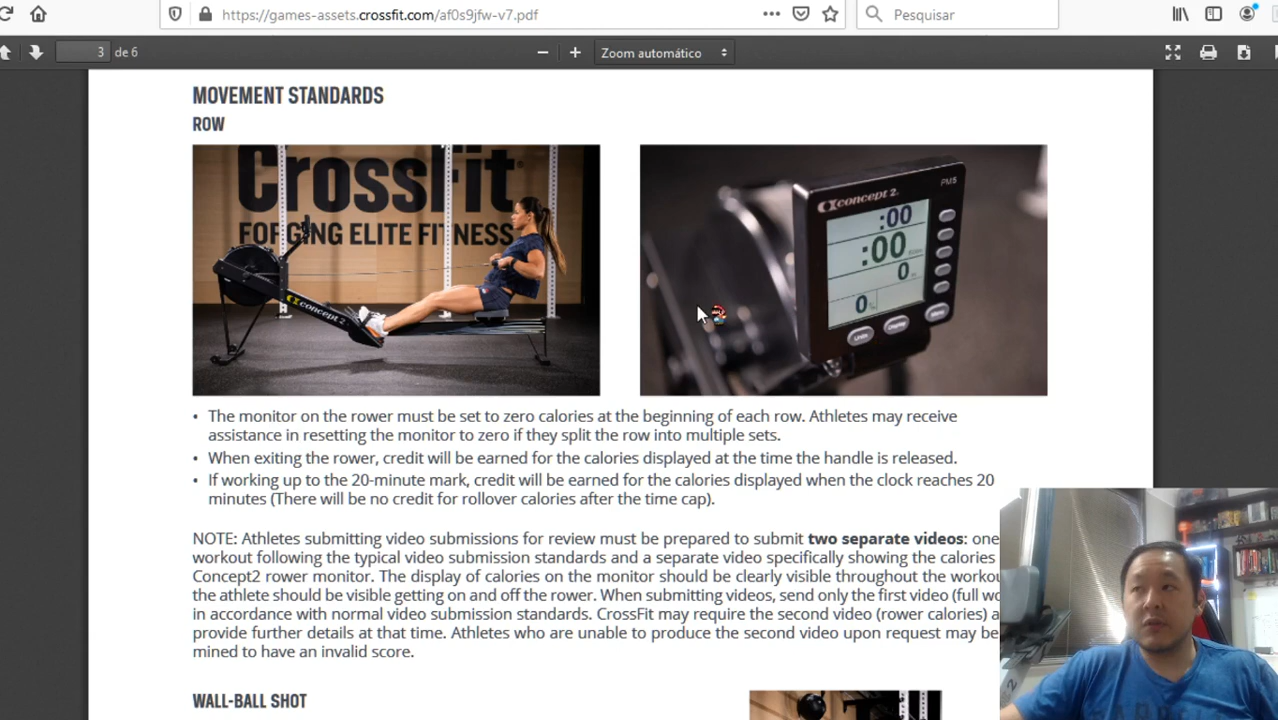 https://games-assets.crossfit.com/af0s9jfw-v7.pdf
Pesquisar
3 de 6
Zoom automático
MOVEMENT STANDARDS
ROW
CrossFit
FORGING ELITE FITNESS
concept 2
concept 2.
PM5
:00
:00
0
0
• The monitor on the rower must be set to zero calories at the beginning of each row. Athletes may receive
assistance in resetting the monitor to zero if they split the row into multiple sets.
• When exiting the rower, credit will be earned for the calories displayed at the time the handle is released.
• If working up to the 20-minute mark, credit will be earned for the calories displayed when the clock reaches 20
minutes (There will be no credit for rollover calories after the time cap).
NOTE: Athletes submitting video submissions for review must be prepared to submit two separate videos: one
workout following the typical video submission standards and a separate video specifically showing the calories
Concept2 rower monitor. The display of calories on the monitor should be clearly visible throughout the workou
the athlete should be visible getting on and off the rower. When submitting videos, send only the first video (full wo
in accordance with normal video submission standards. CrossFit may require the second video (rower calories) a
provide further details at that time. Athletes who are unable to produce the second video upon request may be
mined to have an invalid score.
WALL-BALL SHOT